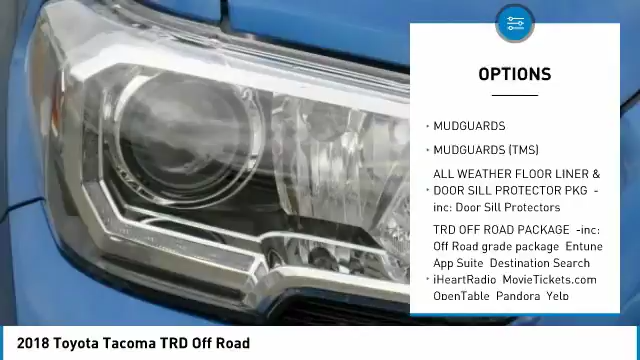 OPTIONS
MUDGUARDS
MUDGUARDS (TMS)
ALL WEATHER FLOOR LINER &
DOOR SILL PROTECTOR PKG -
inc: Door Sill Protectors
TRD OFF ROAD PACKAGE -inc:
Off Road grade package Entune
App Suite Destination Search
iHeartRadio MovieTickets.com
OpenTable Pandora Yelp
2018 Toyota Tacoma TRD Off Road